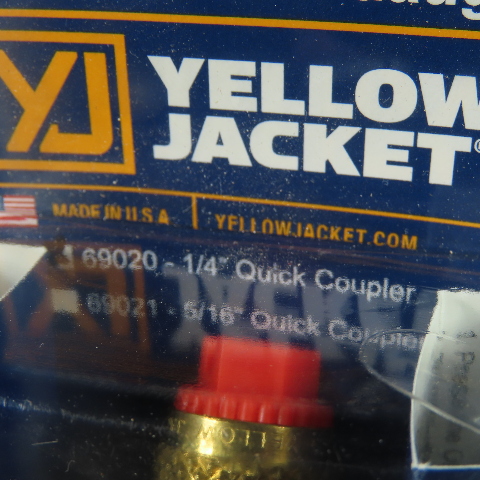 YJ
YELLOW
JACKET®
MADE IN U.S.A
YELLOWJACKET.COM
69020 - 1/4" Quick Coupler
69021 - 5/16" Quick Coupler